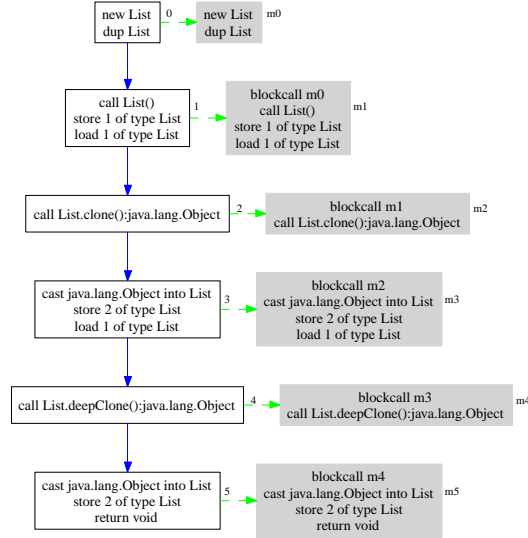 new List
dup List
0
new List
dup List
m0
call List()
store 1 of type List
load 1 of type List
1
blockcall m0
call List()
store 1 of type List
load 1 of type List
m1
call List.clone():java.lang.Object
2
blockcall m1
call List.clone():java.lang.Object
m2
cast java.lang.Object into List
store 2 of type List
load 1 of type List
3
blockcall m2
cast java.lang.Object into List
store 2 of type List
load 1 of type List
m3
call List.deepClone():java.lang.Object
4
blockcall m3
call List.deepClone():java.lang.Object
m4
cast java.lang.Object into List
store 2 of type List
return void
5
blockcall m4
cast java.lang.Object into List
store 2 of type List
return void
m5